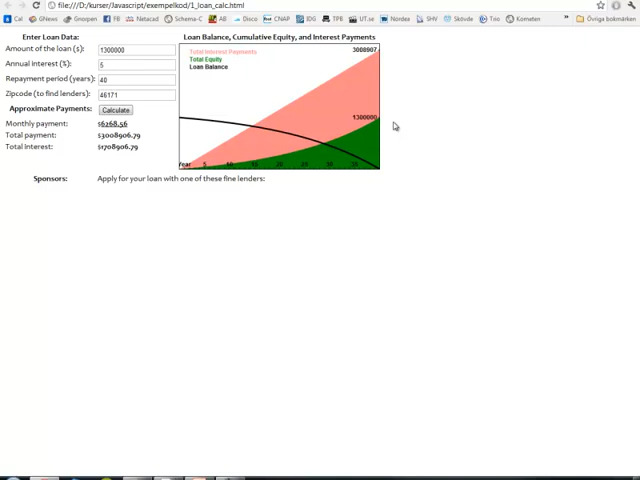 file:///D:/kurser/Javascript/exempelkod/1_loan_calc.html
Cal Netacad Groupon FB Netacad Schema-C AB Disco CNAP IDG TPB UT.se Nordea SHV Skövde Trio Kometen » Övriga bokmärken
Enter Loan Data:
Amount of the loan ($): 1300000
Annual interest (%): 5
Repayment period (years): 40
Zipcode (to find lenders): 46171
Approximate Payments: Calculate
Monthly payment: $6268.56
Total payment: $3008906.79
Total interest: $1708906.79
Sponsors: Apply for your loan with one of these fine lenders:
Loan Balance, Cumulative Equity, and Interest Payments
Total Interest Payments
Total Equity
Loan Balance
3008907
1300000
Year 5 10 15 20 25 30 35